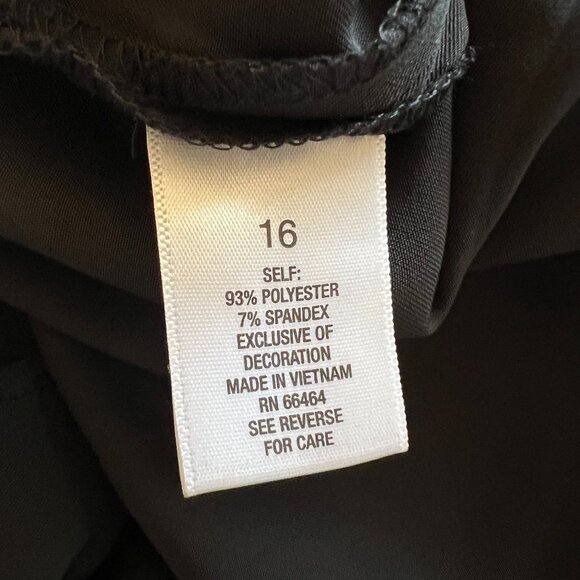 16
SELF:
93% POLYESTER
7% SPANDEX
EXCLUSIVE OF
DECORATION
MADE IN VIETNAM
RN 66464
SEE REVERSE
FOR CARE